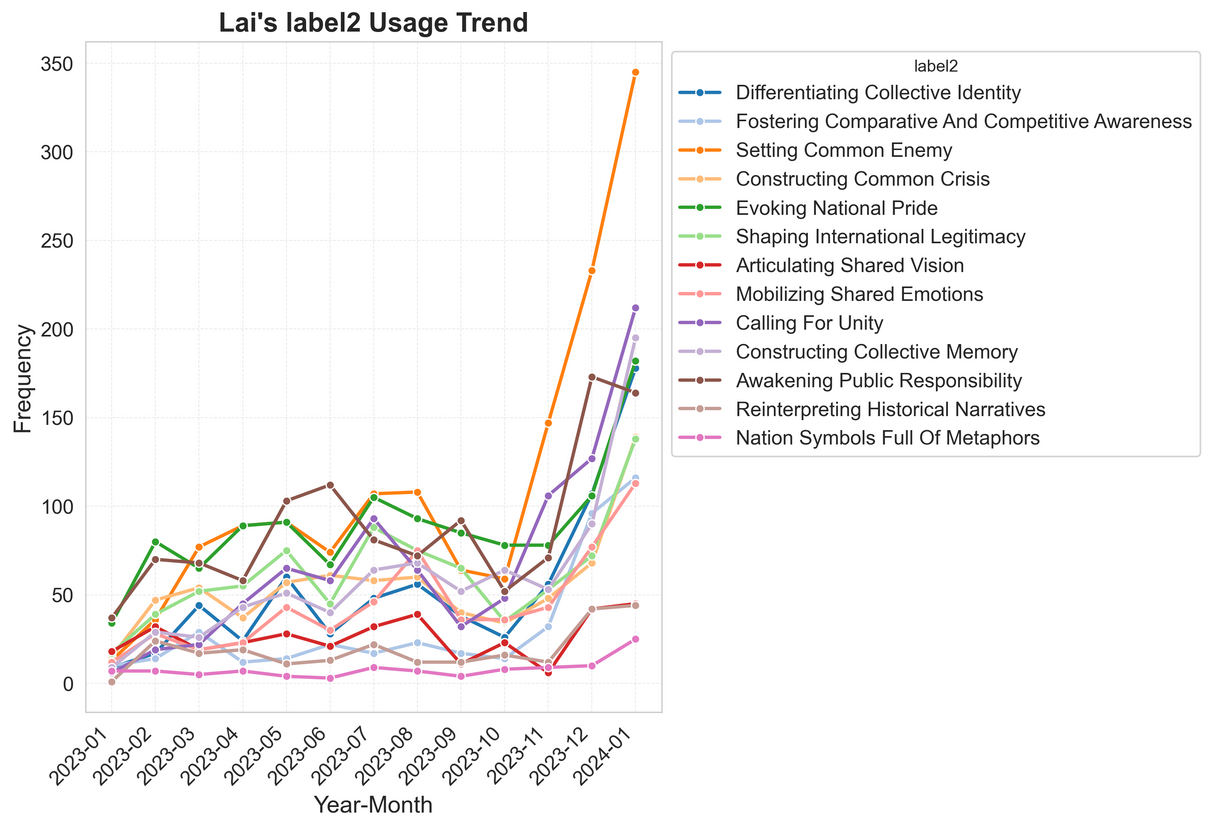 Lai's label2 Usage Trend
350
300
250
200
150
100
50
0
Frequency
2023-01
2023-02
2023-03
2023-04
2023-05
2023-06
2023-07
2023-08
2023-09
2023-10
2023-11
2023-12
2024-01
Year-Month
label2
Differentiating Collective Identity
Fostering Comparative And Competitive Awareness
Setting Common Enemy
Constructing Common Crisis
Evoking National Pride
Shaping International Legitimacy
Articulating Shared Vision
Mobilizing Shared Emotions
Calling For Unity
Constructing Collective Memory
Awakening Public Responsibility
Reinterpreting Historical Narratives
Nation Symbols Full Of Metaphors